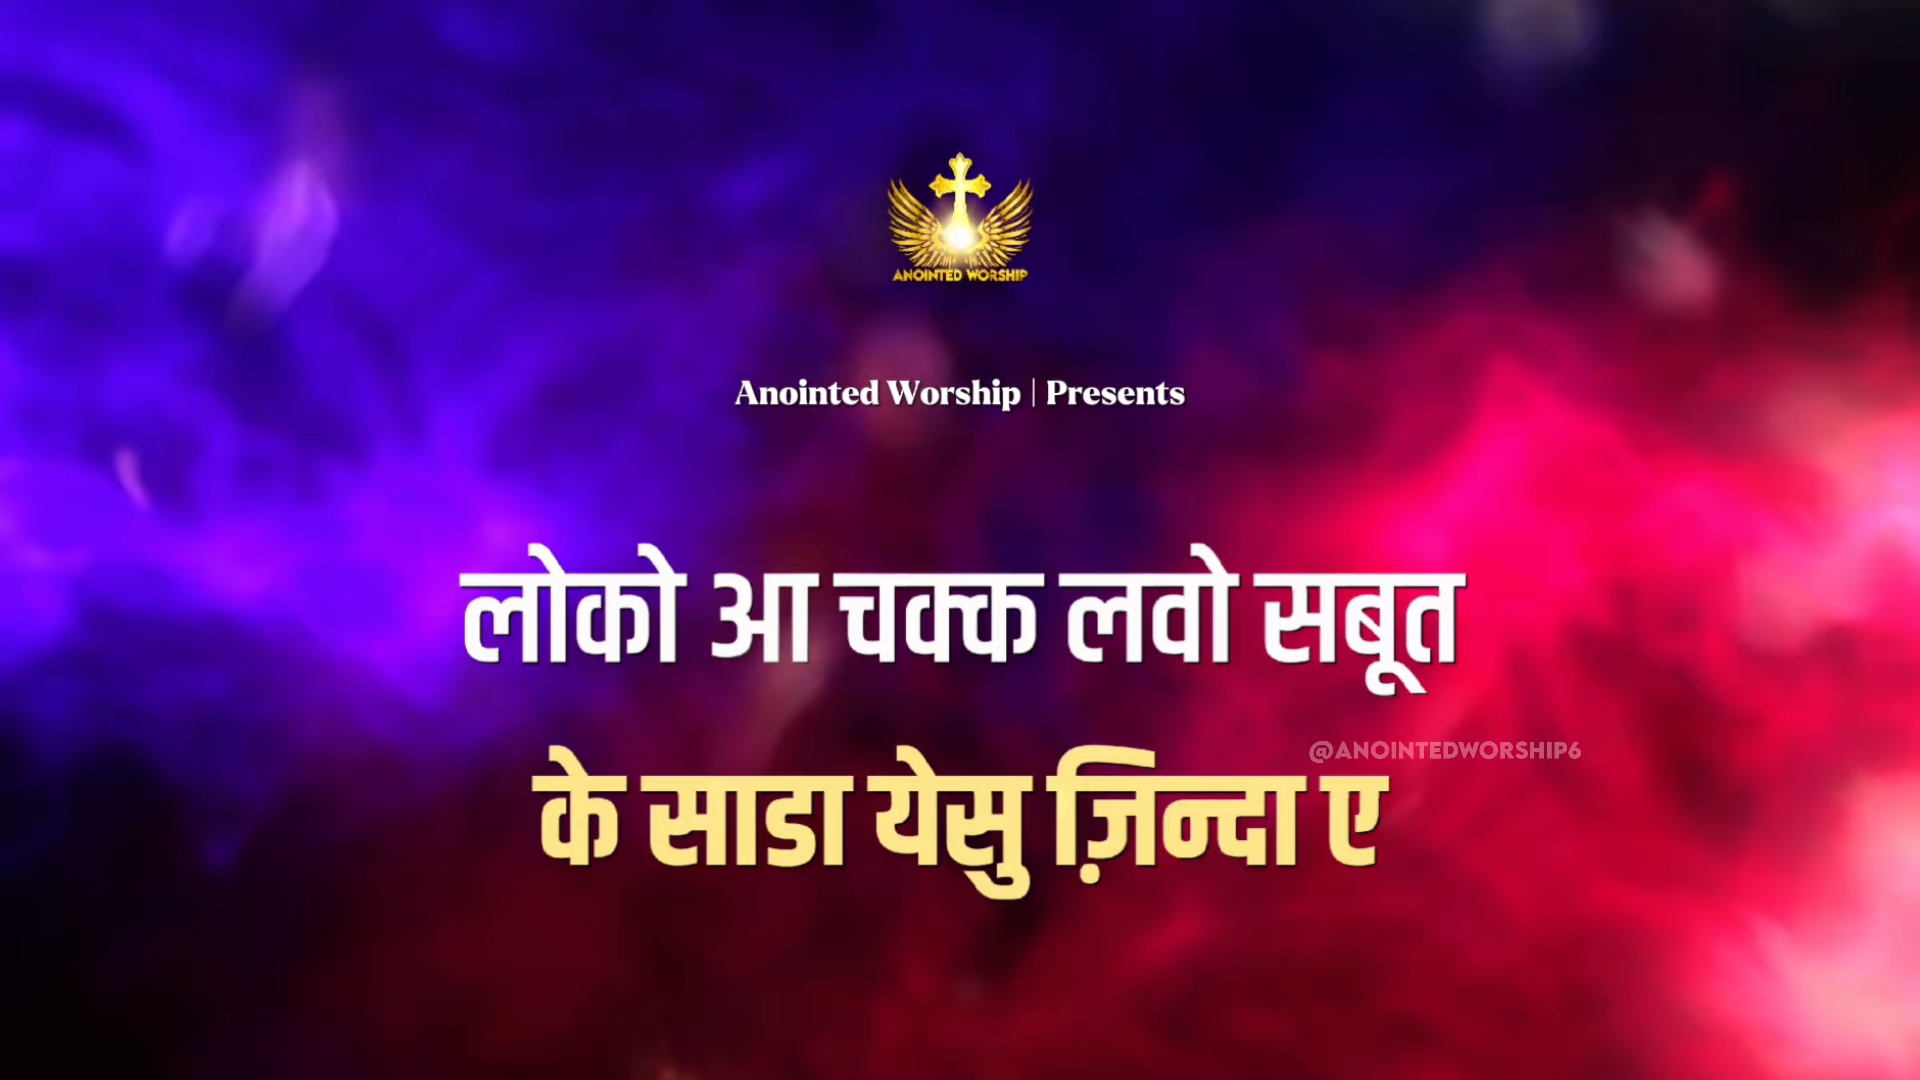 ANOINTED WORSHIP
Anointed Worship | Presents
लोको आ चक्क लवो सबूत
@ANOINTEDWORSHIP6
के साडा येसु ज़िन्दा ए